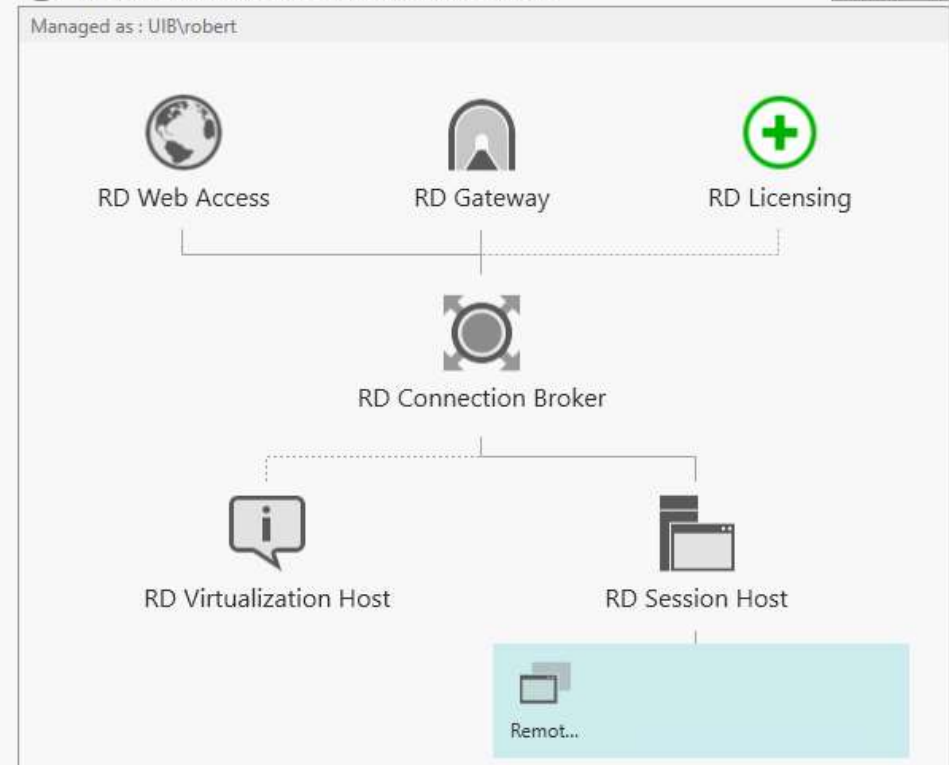 Managed as : UIB\robert
RD Web Access
RD Gateway
RD Licensing
RD Connection Broker
RD Virtualization Host
RD Session Host
Remot...